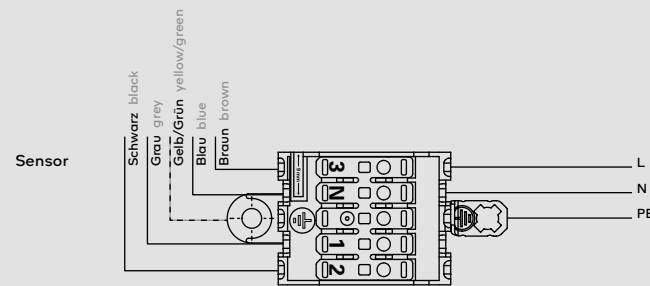 Schwarz black
Grau grey
Gelb/Grün yellow/green
Blau blue
Braun brown
Sensor
3
N
1
2
L
N
PE